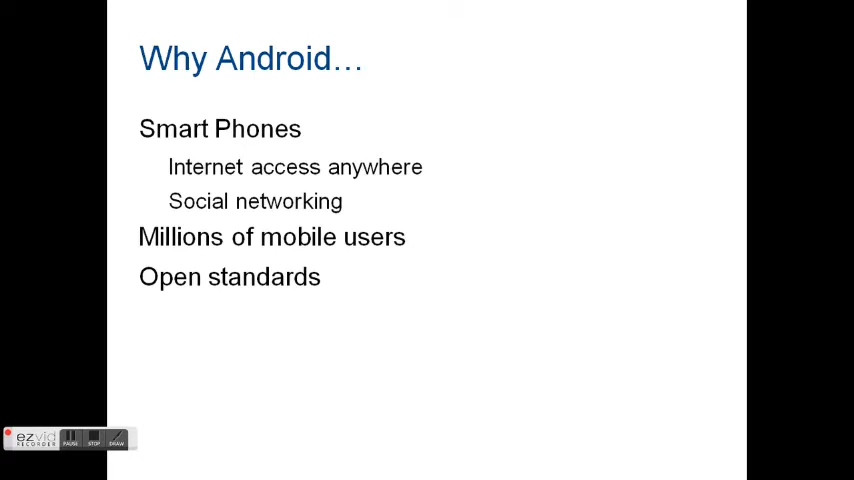 Why Android…
Smart Phones
Internet access anywhere
Social networking
Millions of mobile users
Open standards
ezvid
RECORDER
PAUSE STOP DRAW